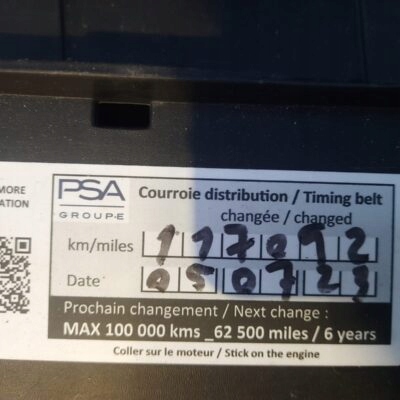 MORE
ATION
PSA
GROUPE
Courroie distribution / Timing belt
changée / changed
km/miles 117092
Date 050723
Prochain changement / Next change :
MAX 100 000 kms _62 500 miles / 6 years
Coller sur le moteur / Stick on the engine